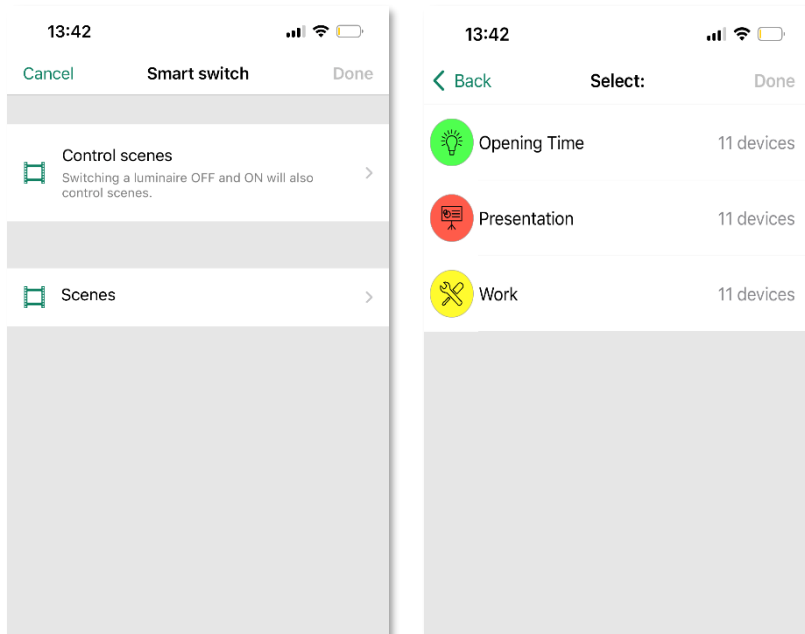 13:42
Cancel Smart switch Done
Control scenes
Switching a luminaire OFF and ON will also
control scenes.
Scenes
13:42
Back Select: Done
Opening Time 11 devices
Presentation 11 devices
Work 11 devices